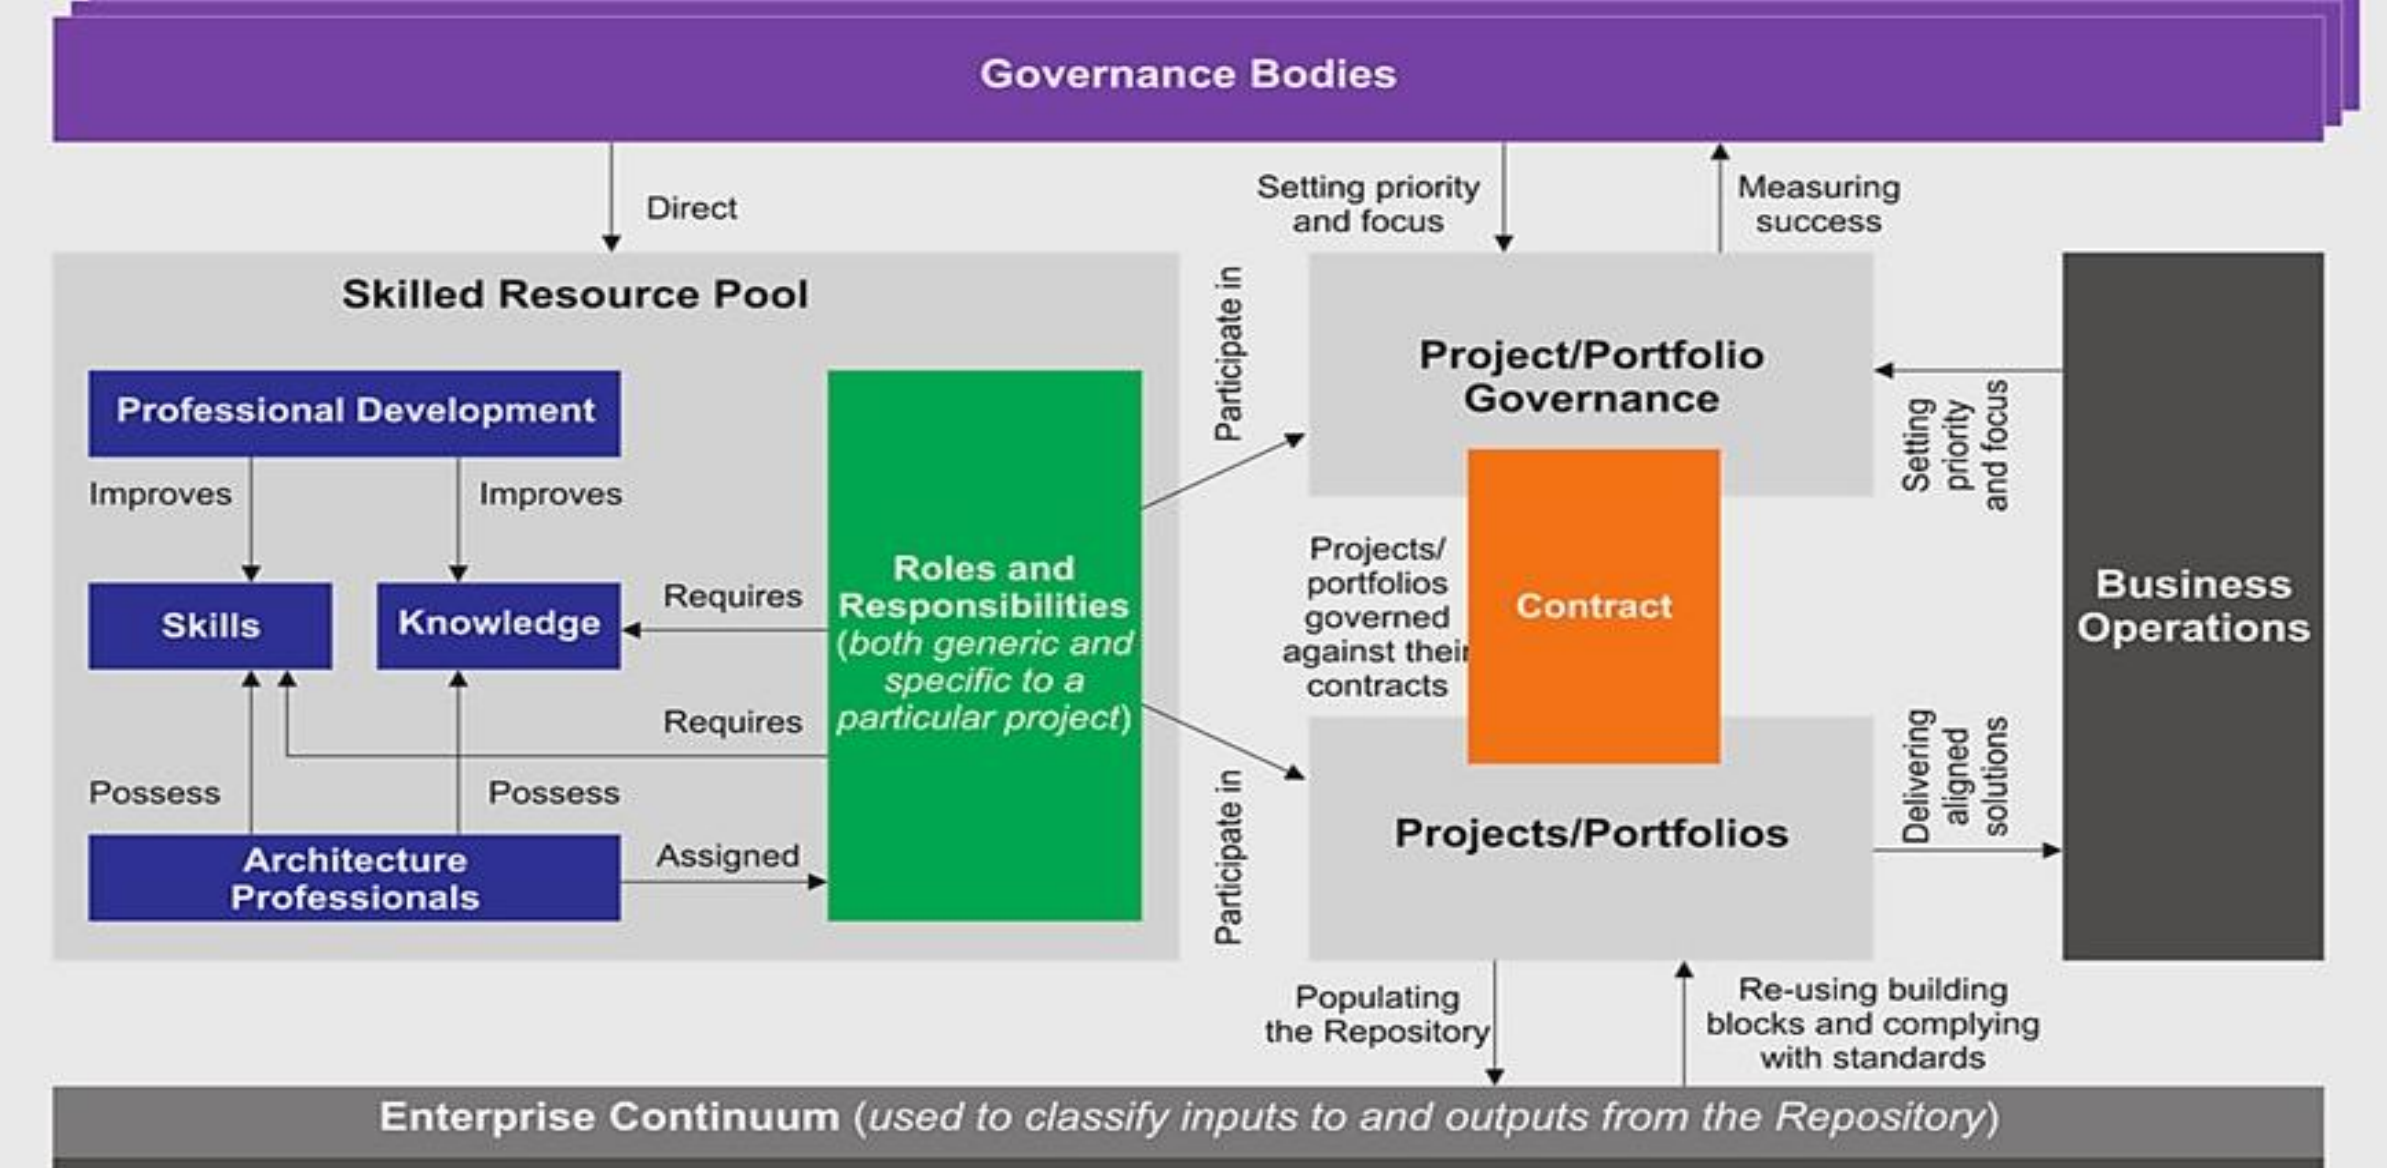 Governance Bodies
Direct
Setting priority
and focus
Measuring
success
Skilled Resource Pool
Professional Development
Improves
Improves
Skills
Knowledge
Requires
Requires
Possess
Possess
Architecture
Professionals
Assigned
Roles and
Responsibilities
(both generic and
specific to a
particular project)
Participate in
Participate in
Project/Portfolio
Governance
Projects/
portfolios
governed
against their
contracts
Contract
Projects/Portfolios
Setting
priority
and focus
Delivering
aligned
solutions
Business
Operations
Populating
the Repository
Re-using building
blocks and complying
with standards
Enterprise Continuum (used to classify inputs to and outputs from the Repository)